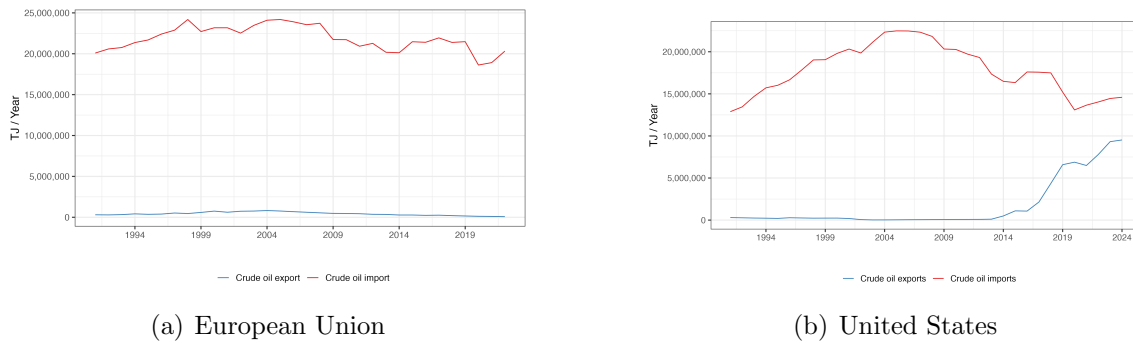 25,000,000
20,000,000
15,000,000
10,000,000
5,000,000
0
TJ / Year
1994 1999 2004 2009 2014 2019
Crude oil export Crude oil import
(a) European Union
20,000,000
15,000,000
10,000,000
5,000,000
0
TJ / Year
1994 1999 2004 2009 2014 2019 2024
Crude oil exports Crude oil imports
(b) United States